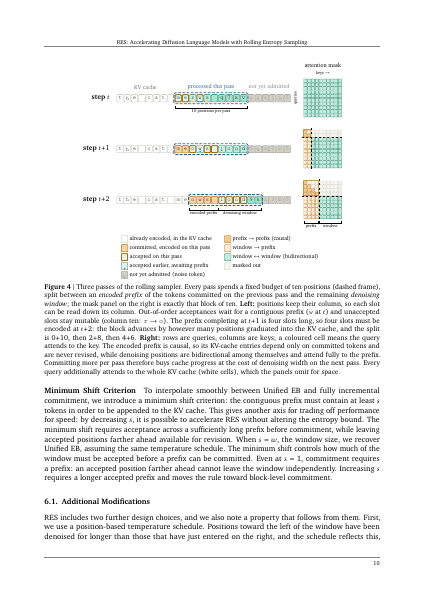 RES: Accelerating Diffusion Language Models with Rolling Entropy Sampling
attention mask
keys →
KV cache
processed this pass
not yet admitted
queries
step t
10 positions per pass
step t+1
step t+2
encoded prefix
denoising window
prefix
window
already encoded, in the KV cache
prefix → prefix (causal)
committed, encoded on this pass
window → prefix
accepted on this pass
window ↔ window (bidirectional)
accepted earlier, awaiting prefix
masked out
not yet admitted (noise token)
Figure 4 | Three passes of the rolling sampler. Every pass spends a fixed budget of ten positions (dashed frame),
split between an encoded prefix of the tokens committed on the previous pass and the remaining denoising
window; the mask panel on the right is exactly that block of ten. Left: positions keep their column, so each slot
can be read down its column. Out-of-order acceptances wait for a contiguous prefix (w at t) and unaccepted
slots stay mutable (column ten: z → c). The prefix completing at t+1 is four slots long, so four slots must be
encoded at t+2: the block advances by however many positions graduated into the KV cache, and the split
is 0+10, then 2+8, then 4+6. Right: rows are queries, columns are keys; a coloured cell means the query
attends to the key. The encoded prefix is causal, so its KV-cache entries depend only on committed tokens and
are never revised, while denoising positions are bidirectional among themselves and attend fully to the prefix.
Committing more per pass therefore buys cache progress at the cost of denoising width on the next pass. Every
query additionally attends to the whole KV cache (white cells), which the panels omit for space.
Minimum Shift Criterion To interpolate smoothly between Unified EB and fully incremental
commitment, we introduce a minimum shift criterion: the contiguous prefix must contain at least s
tokens in order to be appended to the KV cache. This gives another axis for trading off performance
for speed: by decreasing s, it is possible to accelerate RES without altering the entropy bound. The
minimum shift requires acceptance across a sufficiently long prefix before commitment, while leaving
accepted positions farther ahead available for revision. When s = w, the window size, we recover
Unified EB, assuming the same temperature schedule. The minimum shift controls how much of the
window must be accepted before a prefix can be committed. Even at s = 1, commitment requires
a prefix: an accepted position farther ahead cannot leave the window independently. Increasing s
requires a longer accepted prefix and moves the rule toward block-level commitment.
6.1. Additional Modifications
RES includes two further design choices, and we also note a property that follows from them. First,
we use a position-based temperature schedule. Positions toward the left of the window have been
denoised for longer than those that have just entered on the right, and the schedule reflects this,
10